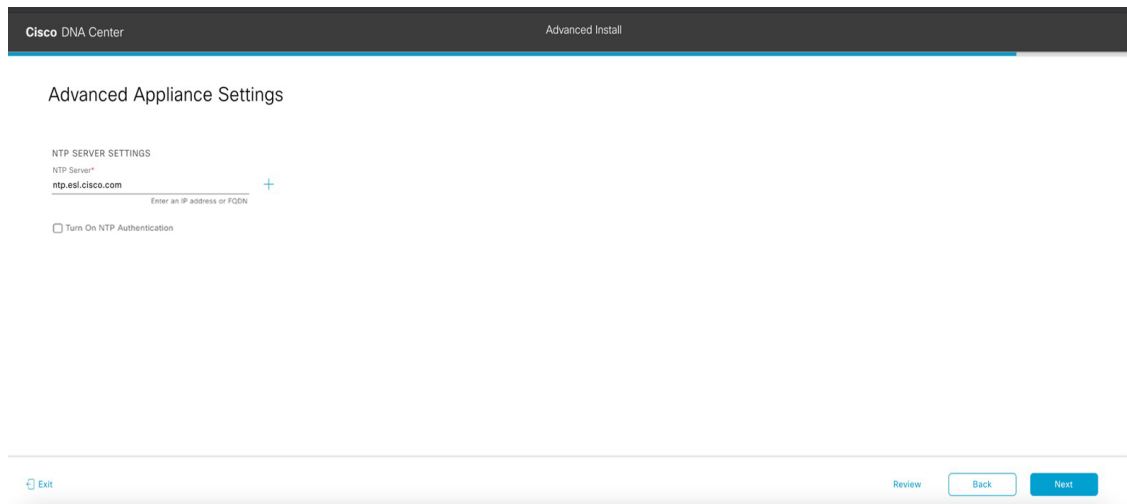 Cisco DNA Center
Advanced Install
Advanced Appliance Settings
NTP SERVER SETTINGS
NTP Server*
ntp.esl.cisco.com
Enter an IP address or FQDN
Turn On NTP Authentication
Exit
Review
Back
Next